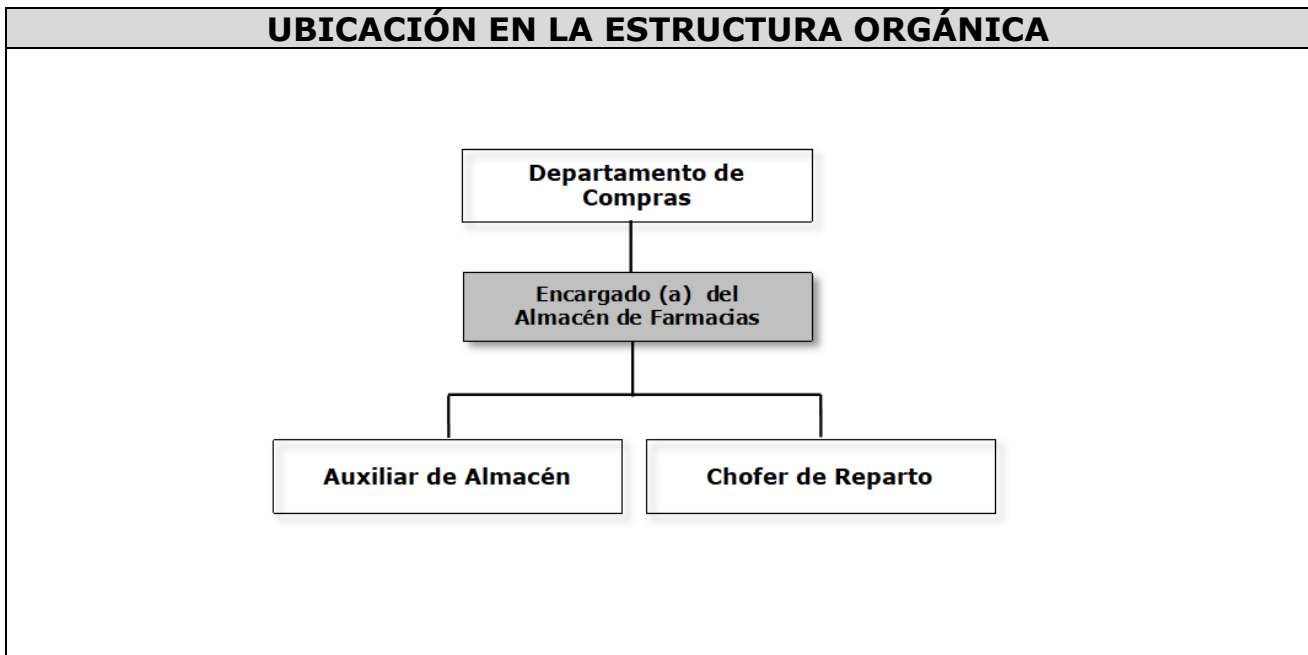 UBICACIÓN EN LA ESTRUCTURA ORGÁNICA
Departamento de
Compras
Encargado (a) del
Almacén de Farmacias
Auxiliar de Almacén
Chofer de Reparto